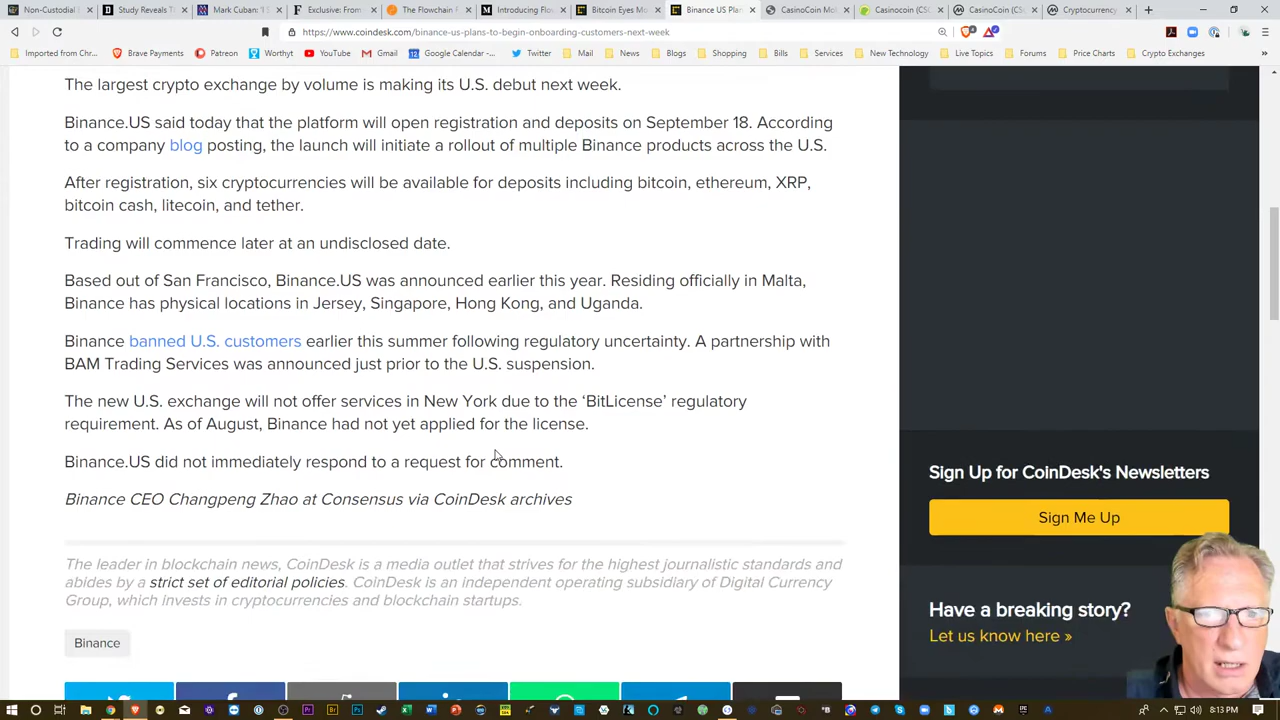 Non-Custodial
Study Reveals T
Mark Cuban: '1
Exclusive: From
The Flowchain
Introducing Flow
Bitcoin Eyes Mo
Binance US Plan
CasinoCoin Mo
Casinocoin (CSC
CasinoCoin (CS
Cryptocurrency
https://www.coindesk.com/binance-us-plans-to-begin-onboarding-customers-next-week
Imported from Chr...
Brave Payments
Patreon
Worthyt
YouTube
Gmail
Google Calendar -...
Twitter
Mail
News
Blogs
Shopping
Bills
Services
New Technology
Live Topics
Forums
Price Charts
Crypto Exchanges
The largest crypto exchange by volume is making its U.S. debut next week.
Binance.US said today that the platform will open registration and deposits on September 18. According
to a company blog posting, the launch will initiate a rollout of multiple Binance products across the U.S.
After registration, six cryptocurrencies will be available for deposits including bitcoin, ethereum, XRP,
bitcoin cash, litecoin, and tether.
Trading will commence later at an undisclosed date.
Based out of San Francisco, Binance.US was announced earlier this year. Residing officially in Malta,
Binance has physical locations in Jersey, Singapore, Hong Kong, and Uganda.
Binance banned U.S. customers earlier this summer following regulatory uncertainty. A partnership with
BAM Trading Services was announced just prior to the U.S. suspension.
The new U.S. exchange will not offer services in New York due to the ‘BitLicense’ regulatory
requirement. As of August, Binance had not yet applied for the license.
Binance.US did not immediately respond to a request for comment.
Binance CEO Changpeng Zhao at Consensus via CoinDesk archives
The leader in blockchain news, CoinDesk is a media outlet that strives for the highest journalistic standards and
abides by a strict set of editorial policies. CoinDesk is an independent operating subsidiary of Digital Currency
Group, which invests in cryptocurrencies and blockchain startups.
Binance
Sign Up for CoinDesk's Newsletters
Sign Me Up
Have a breaking story?
Let us know here »
8:13 PM